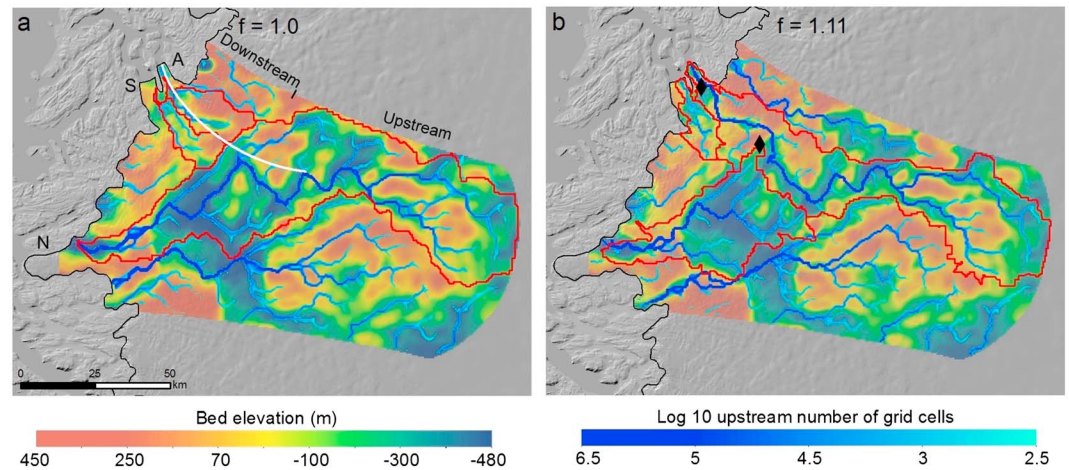 a
f = 1.0
A
S
Downstream
Upstream
N
0 25 50
km
Bed elevation (m)
450 250 70 -100 -300 -480
b
f = 1.11
Log 10 upstream number of grid cells
6.5 5 4.5 3 2.5